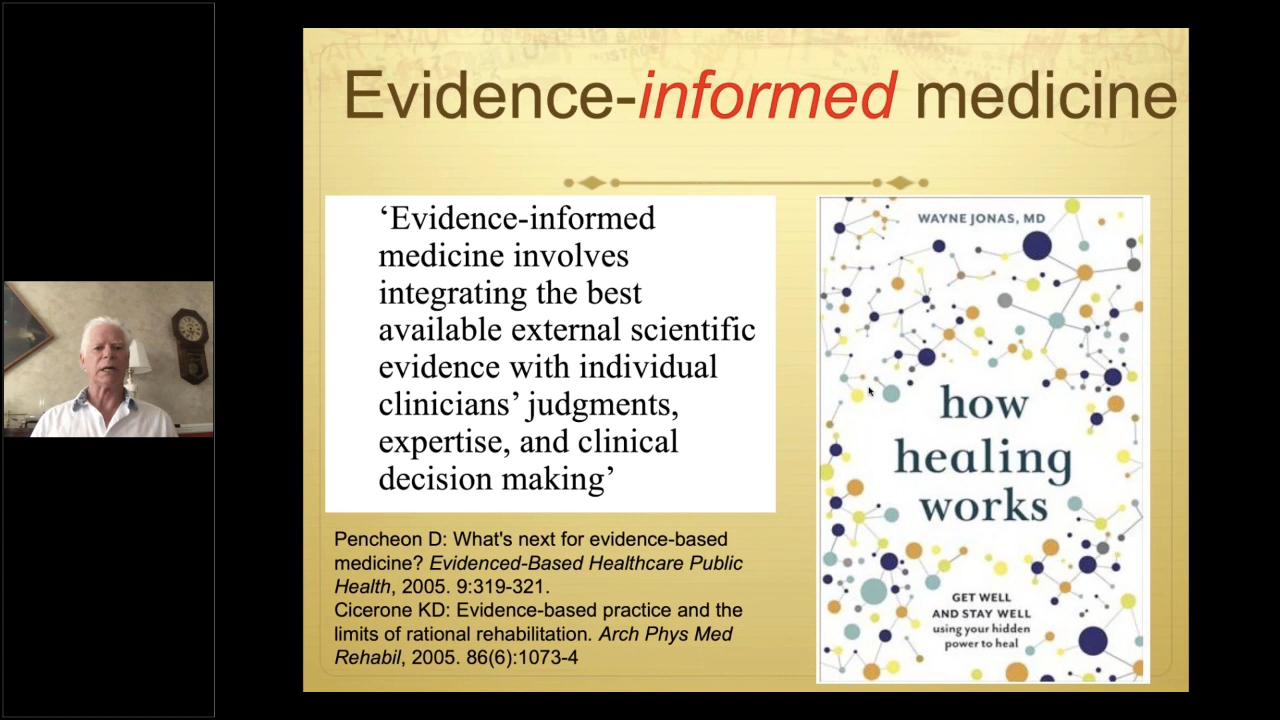 Evidence-informed medicine
‘Evidence-informed
medicine involves
integrating the best
available external scientific
evidence with individual
clinicians’ judgments,
expertise, and clinical
decision making’
Pencheon D: What's next for evidence-based
medicine? Evidenced-Based Healthcare Public
Health, 2005. 9:319-321.
Cicerone KD: Evidence-based practice and the
limits of rational rehabilitation. Arch Phys Med
Rehabil, 2005. 86(6):1073-4
WAYNE JONAS, MD
how
healing
works
GET WELL
AND STAY WELL
using your hidden
power to heal